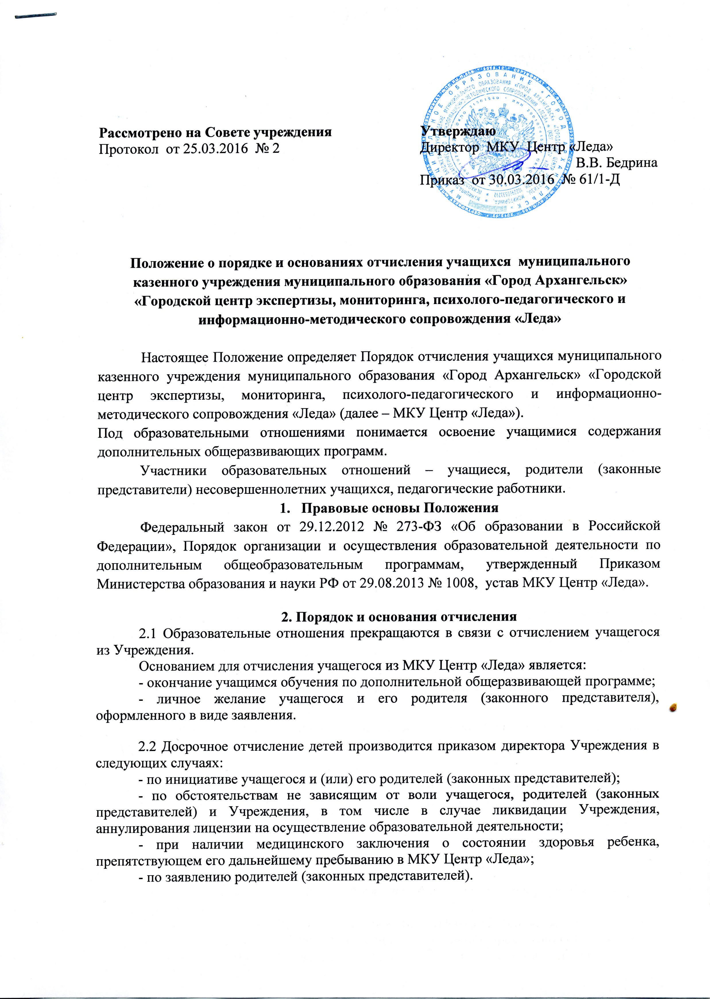 Рассмотрено на Совете учреждения
Протокол от 25.03.2016 № 2
Утверждаю
Директор МКУ Центр «Леда»
В.В. Бедрина
Приказ от 30.03.2016 № 61/1-Д
МУНИЦИПАЛЬНОЕ ОБРАЗОВАНИЕ «ГОРОД АРХАНГЕЛЬСК»
Положение о порядке и основаниях отчисления учащихся муниципального
казенного учреждения муниципального образования «Город Архангельск»
«Городской центр экспертизы, мониторинга, психолого-педагогического и
информационно-методического сопровождения «Леда»
Настоящее Положение определяет Порядок отчисления учащихся муниципального
казенного учреждения муниципального образования «Город Архангельск» «Городской
центр экспертизы, мониторинга, психолого-педагогического и информационно-
методического сопровождения «Леда» (далее – МКУ Центр «Леда»).
Под образовательными отношениями понимается освоение учащимися содержания
дополнительных общеразвивающих программ.
Участники образовательных отношений – учащиеся, родители (законные
представители) несовершеннолетних учащихся, педагогические работники.
1. Правовые основы Положения
Федеральный закон от 29.12.2012 № 273-ФЗ «Об образовании в Российской
Федерации», Порядок организации и осуществления образовательной деятельности по
дополнительным общеобразовательным программам, утвержденный Приказом
Министерства образования и науки РФ от 29.08.2013 № 1008, устав МКУ Центр «Леда».
2. Порядок и основания отчисления
2.1 Образовательные отношения прекращаются в связи с отчислением учащегося
из Учреждения.
Основанием для отчисления учащегося из МКУ Центр «Леда» является:
- окончание учащимся обучения по дополнительной общеразвивающей программе;
- личное желание учащегося и его родителя (законного представителя),
оформленного в виде заявления.
2.2 Досрочное отчисление детей производится приказом директора Учреждения в
следующих случаях:
- по инициативе учащегося и (или) его родителей (законных представителей);
- по обстоятельствам не зависящим от воли учащегося, родителей (законных
представителей) и Учреждения, в том числе в случае ликвидации Учреждения,
аннулирования лицензии на осуществление образовательной деятельности;
- при наличии медицинского заключения о состоянии здоровья ребенка,
препятствующем его дальнейшему пребыванию в МКУ Центр «Леда»;
- по заявлению родителей (законных представителей).